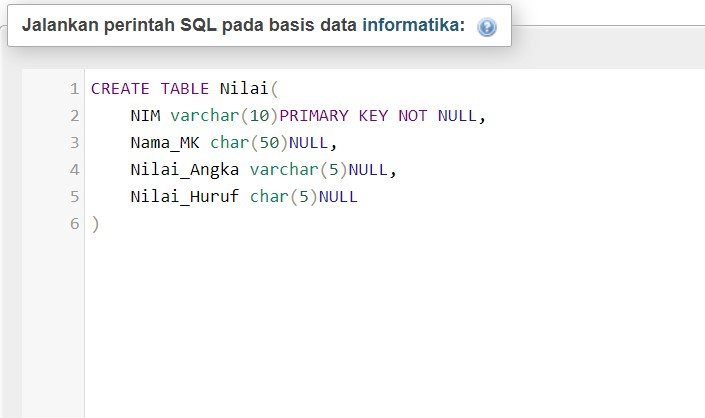 Jalankan perintah SQL pada basis data informatika:
1 CREATE TABLE Nilai(
2 NIM varchar(10)PRIMARY KEY NOT NULL,
3 Nama_MK char(50)NULL,
4 Nilai_Angka varchar(5)NULL,
5 Nilai_Huruf char(5)NULL
6 )